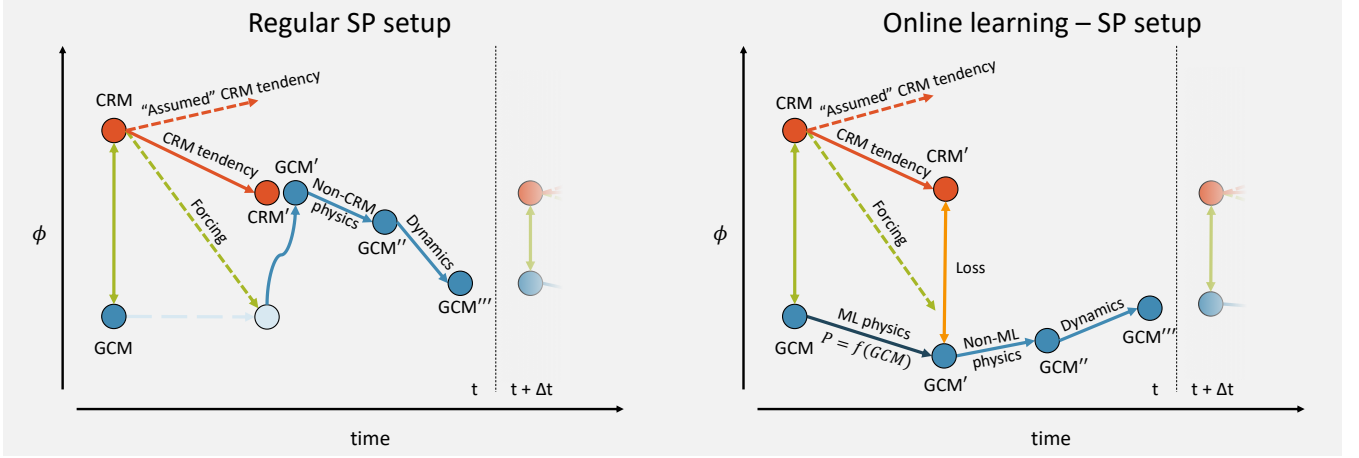 Regular SP setup
CRM
"Assumed" CRM tendency
CRM tendency
GCM′
Non-CRM
physics
CRM′
Forcing
GCM″
Dynamics
GCM‴
ϕ
GCM
t
t + Δt
time
Online learning – SP setup
CRM
"Assumed" CRM tendency
CRM tendency
CRM′
Forcing
ϕ
Loss
GCM
ML physics
P = f(GCM)
GCM′
Non-ML
physics
GCM″
Dynamics
GCM‴
t
t + Δt
time